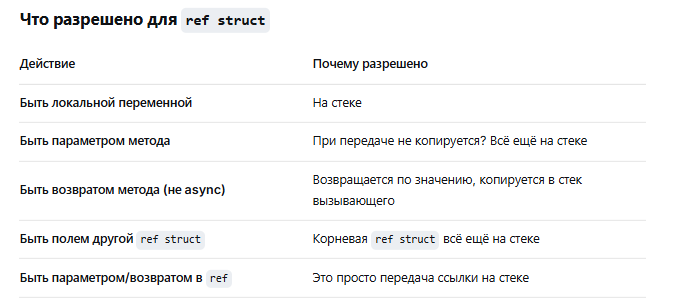 Что разрешено для ref struct
Действие Почему разрешено
Быть локальной переменной На стеке
Быть параметром метода При передаче не копируется? Всё ещё на стеке
Быть возвратом метода (не async) Возвращается по значению, копируется в стек
вызывающего
Быть полем другой ref struct Корневая ref struct всё ещё на стеке
Быть параметром/возвратом в ref Это просто передача ссылки на стеке